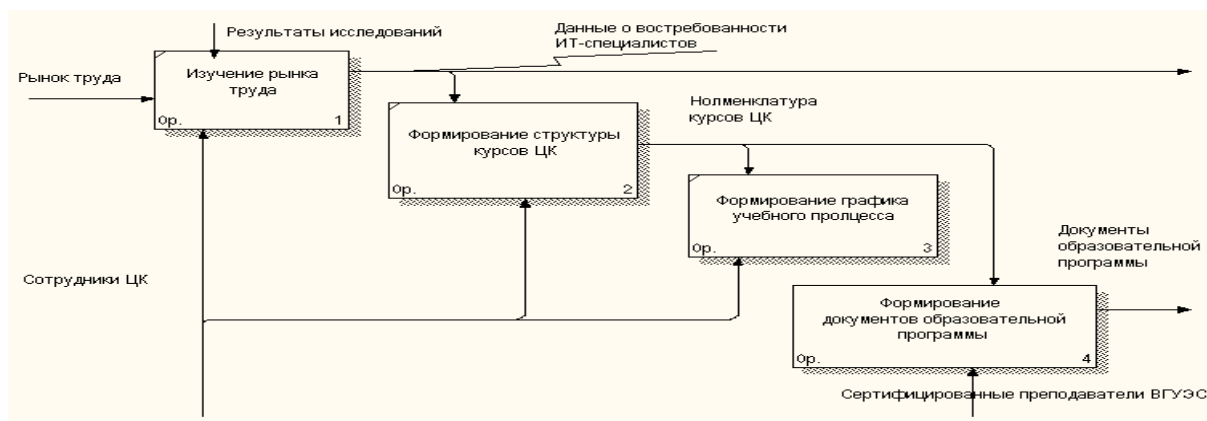 Результаты исследований
Данные о востребованности
ИТ-специалистов
Рынок труда
Изучение рынка
труда
0р.
1
Нолменклатура
курсов ЦК
Формирование структуры
курсов ЦК
0р.
2
Формирование графика
учебного пролцесса
0р.
3
Документы
образовательной
программы
Сотрудники ЦК
Формирование
документов образовательной
программы
0р.
4
Сертифицированные преподаватели ВГУЭС